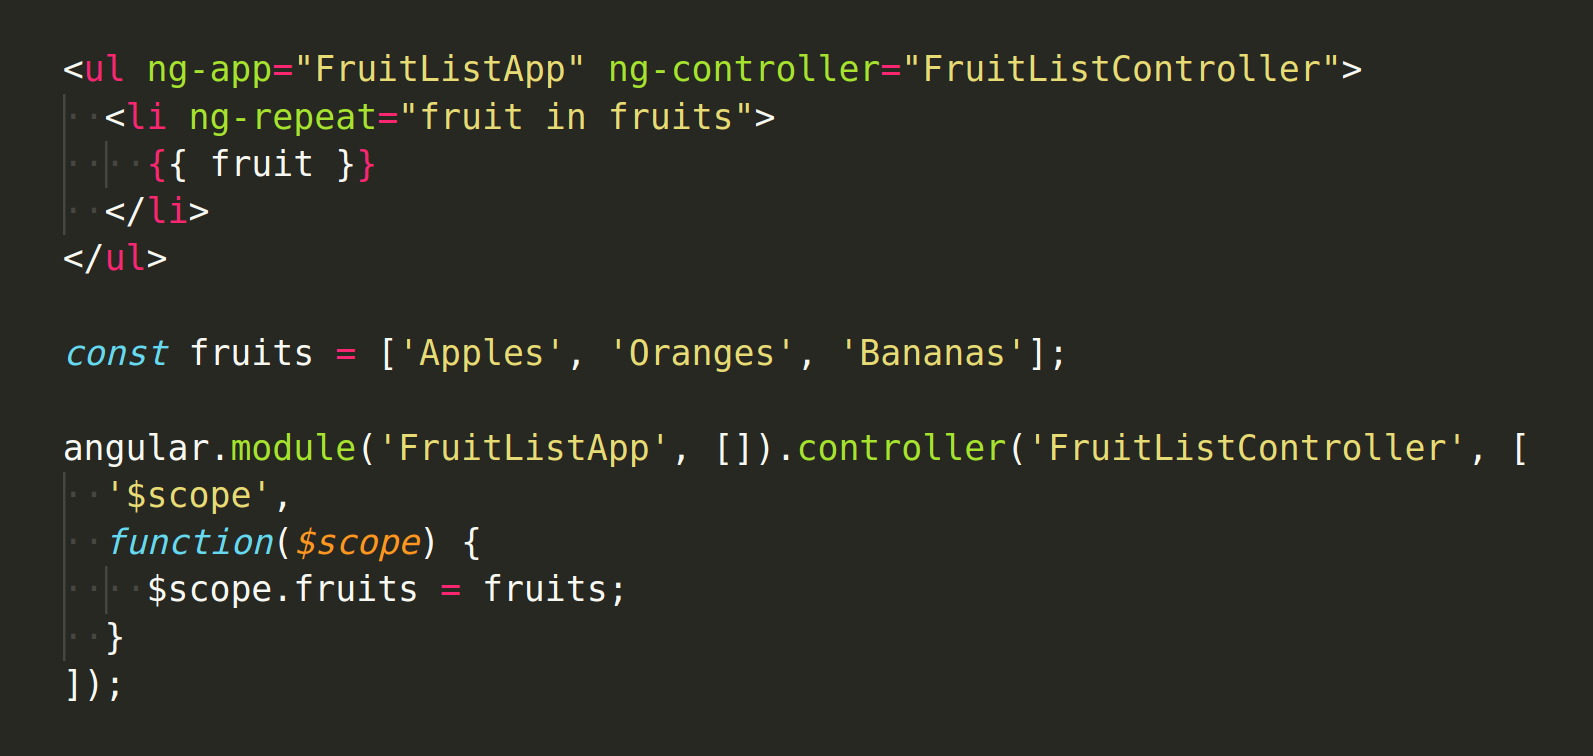 <ul ng-app="FruitListApp" ng-controller="FruitListController">
  <li ng-repeat="fruit in fruits">
    {{ fruit }}
  </li>
</ul>

const fruits = ['Apples', 'Oranges', 'Bananas'];

angular.module('FruitListApp', []).controller('FruitListController', [
  '$scope',
  function($scope) {
    $scope.fruits = fruits;
  }
]);